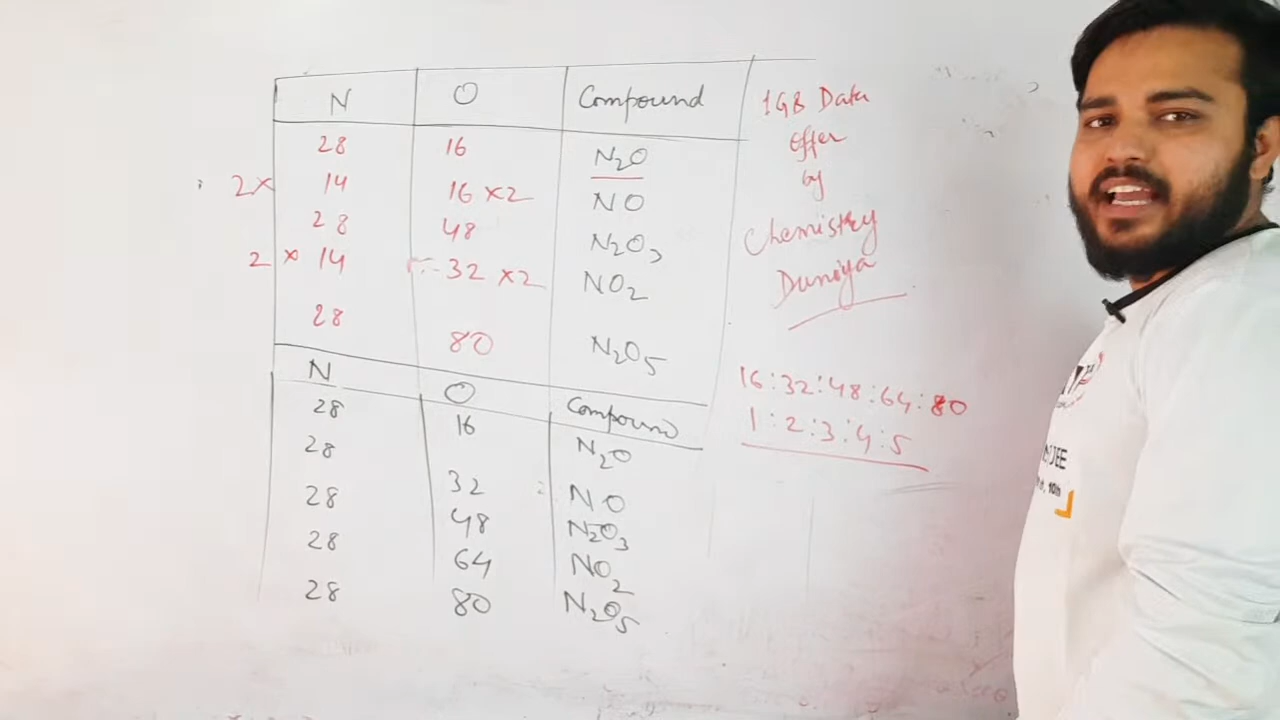 N O Compound
28 16 N₂O
2× 14 16 ×2 NO
28 48 N₂O₃
2 × 14 32 ×2 NO₂
28 80 N₂O₅
N O Compound
28 16 N₂O
28 32 NO
28 48 N₂O₃
28 64 NO₂
28 80 N₂O₅
1GB Data
offer
by
Chemistry
Duniya
16:32:48:64:80
1:2:3:4:5
JEE
10th